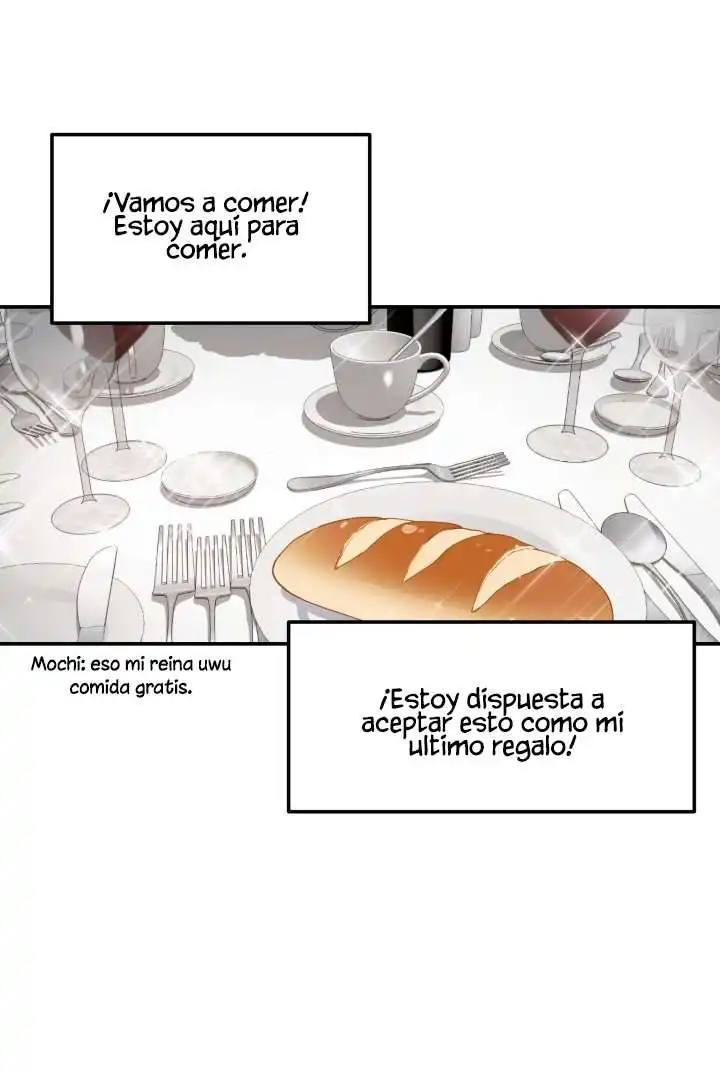 ¡Vamos a comer!
Estoy aquí para
comer.
Mochi: eso mi reina uwu
comida gratis.
¡Estoy dispuesta a
aceptar esto como mi
ultimo regalo!